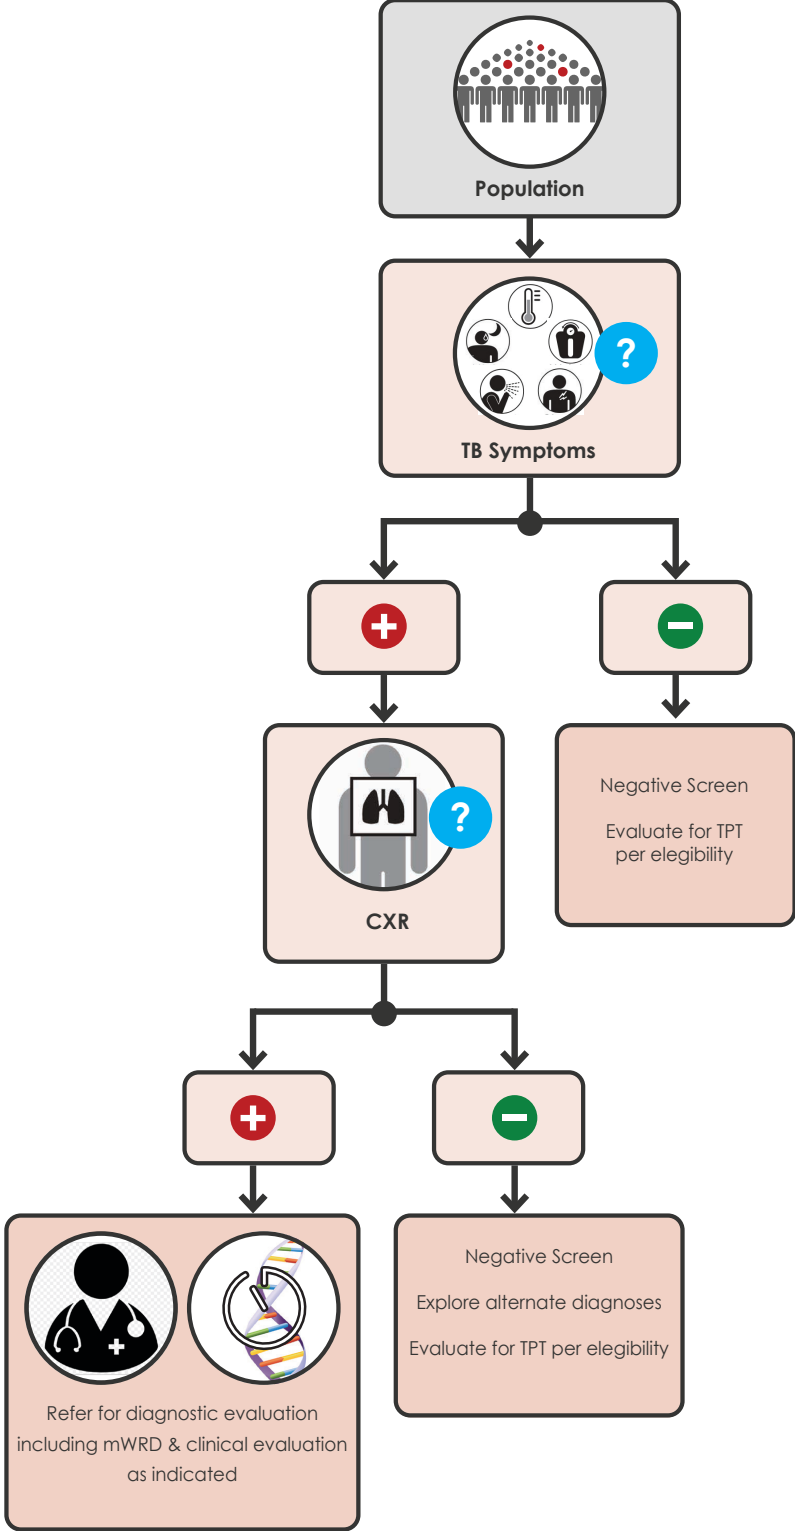 Population
TB Symptoms
?
Negative Screen
Evaluate for TPT
per elegibility
?
CXR
Refer for diagnostic evaluation
including mWRD & clinical evaluation
as indicated
Negative Screen
Explore alternate diagnoses
Evaluate for TPT per elegibility